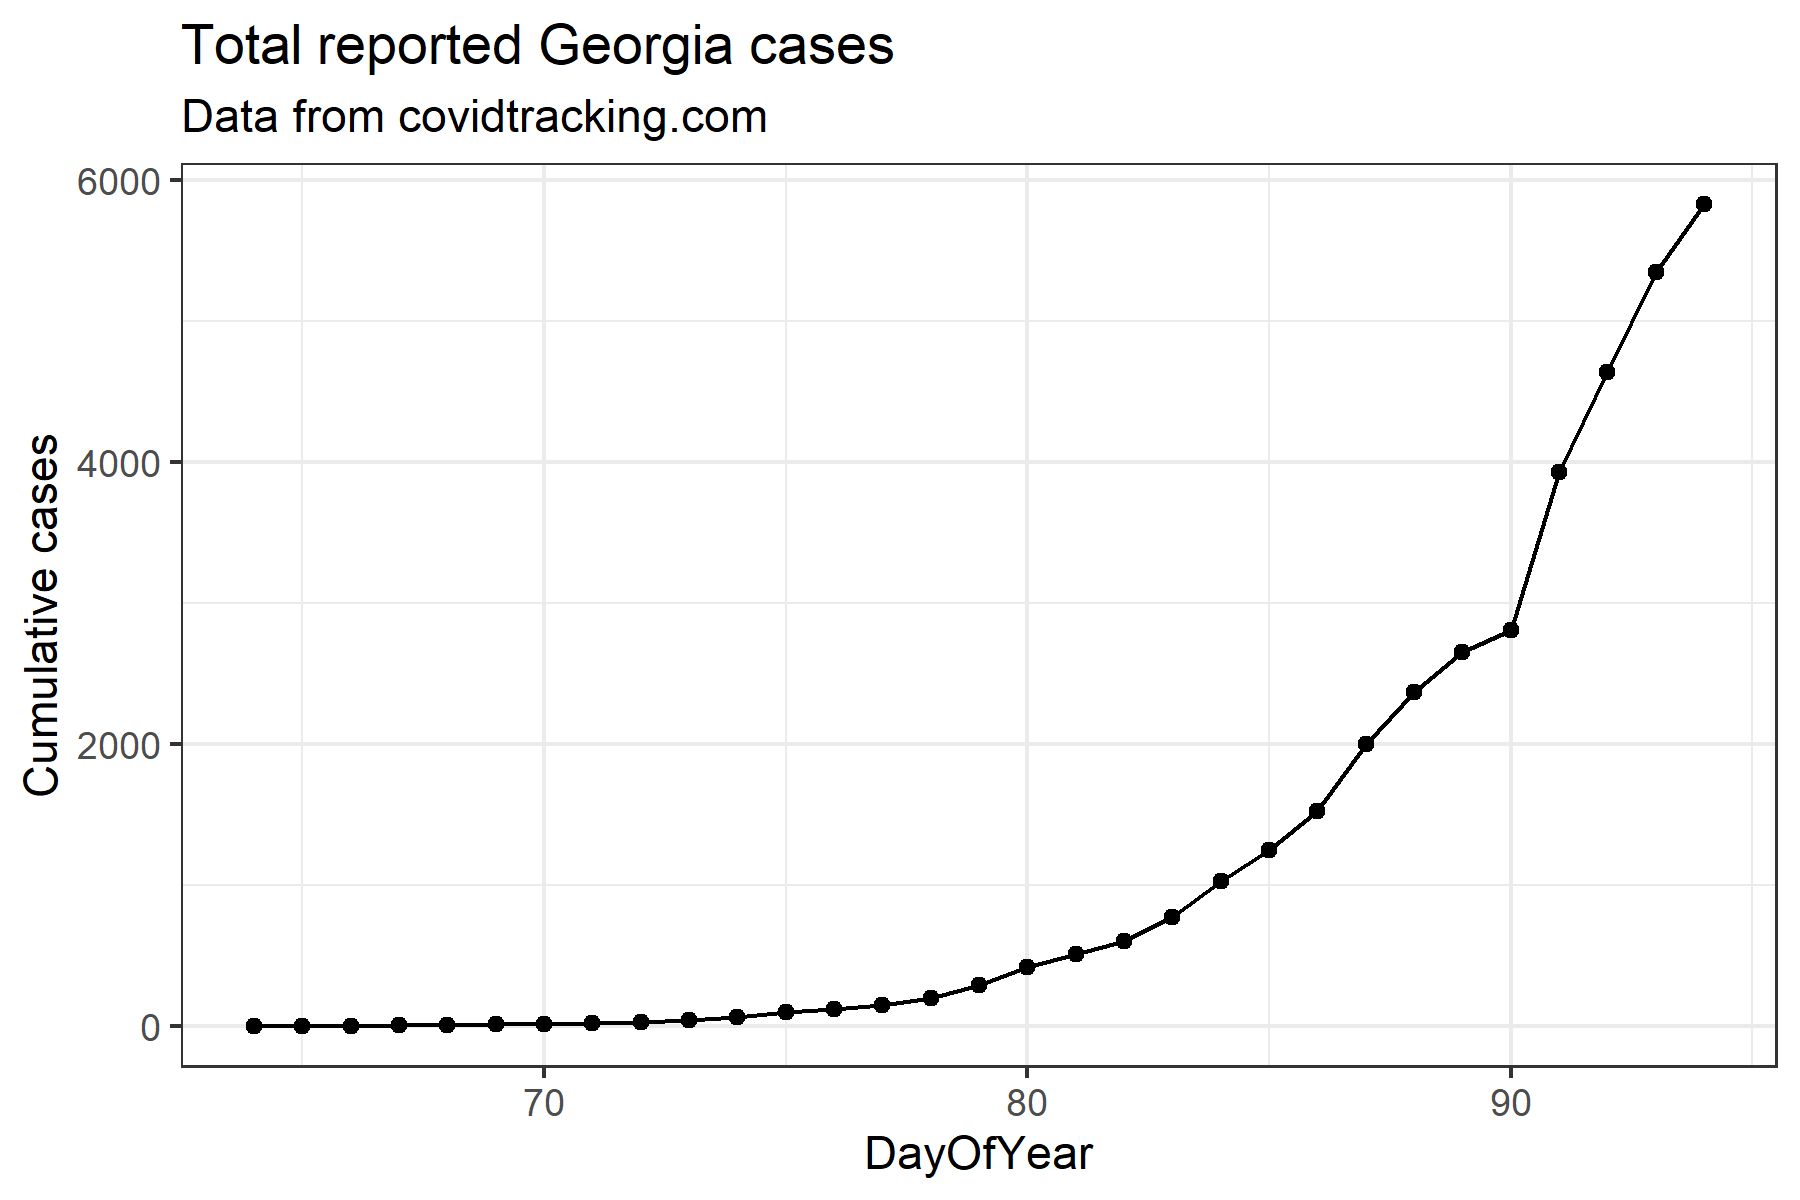 Total reported Georgia cases
Data from covidtracking.com
6000
4000
2000
0
Cumulative cases
70 80 90
DayOfYear